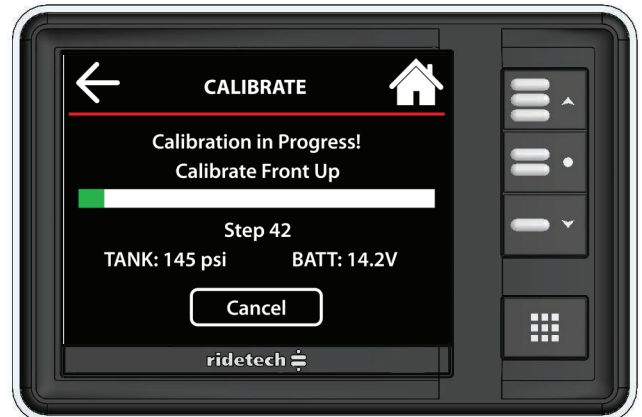 CALIBRATE
Calibration in Progress!
Calibrate Front Up
Step 42
TANK: 145 psi BATT: 14.2V
Cancel
ridetech